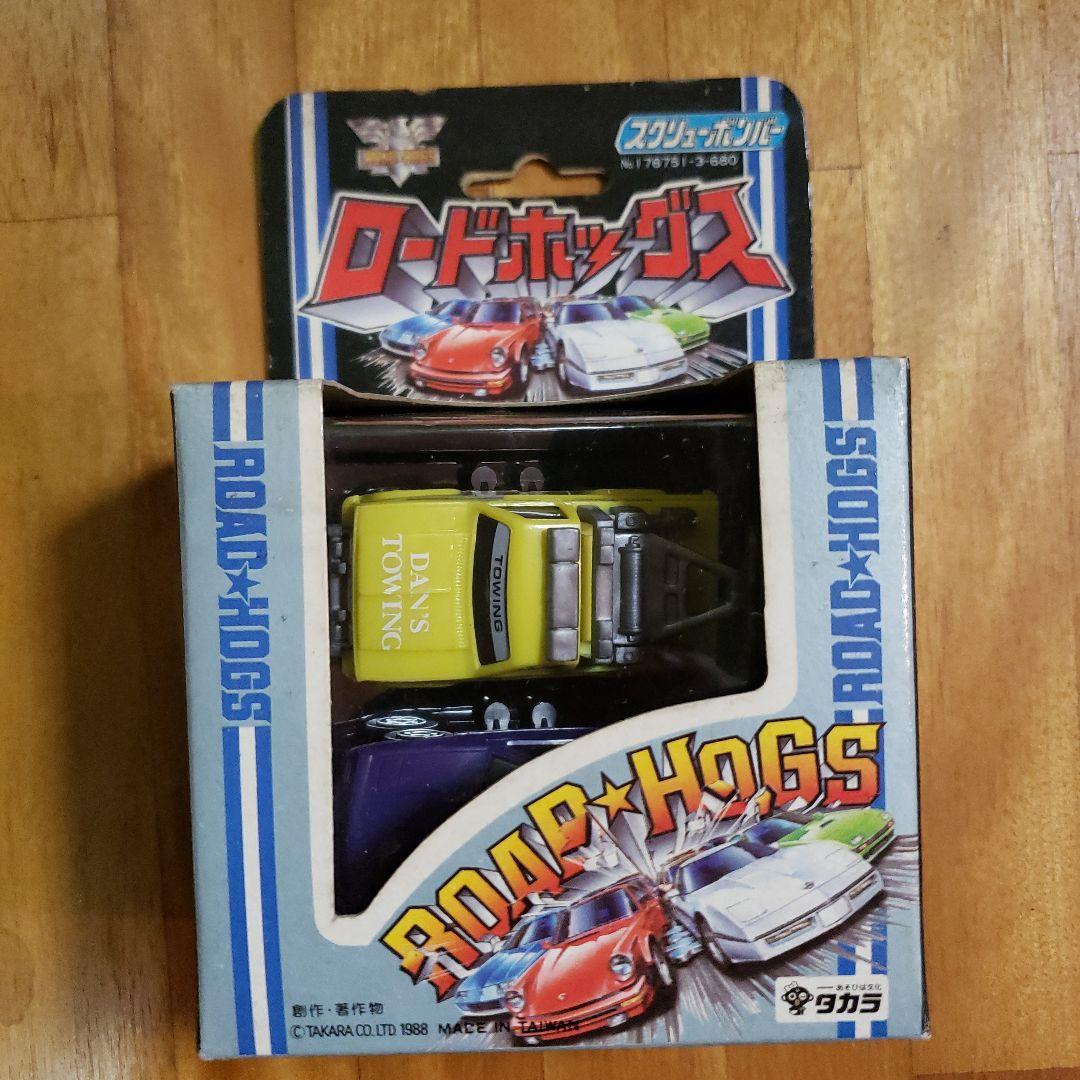 スクリューボンバー
No.176751-3-680
ロードホッグス
ROAD★HOGS
ROAD★HOGS
DAN'S
TOWING
TOWING
ROAD★HOGS
創作・著作物
©TAKARA CO.,LTD 1988 MADE IN TAIWAN
あそびは文化
タカラ